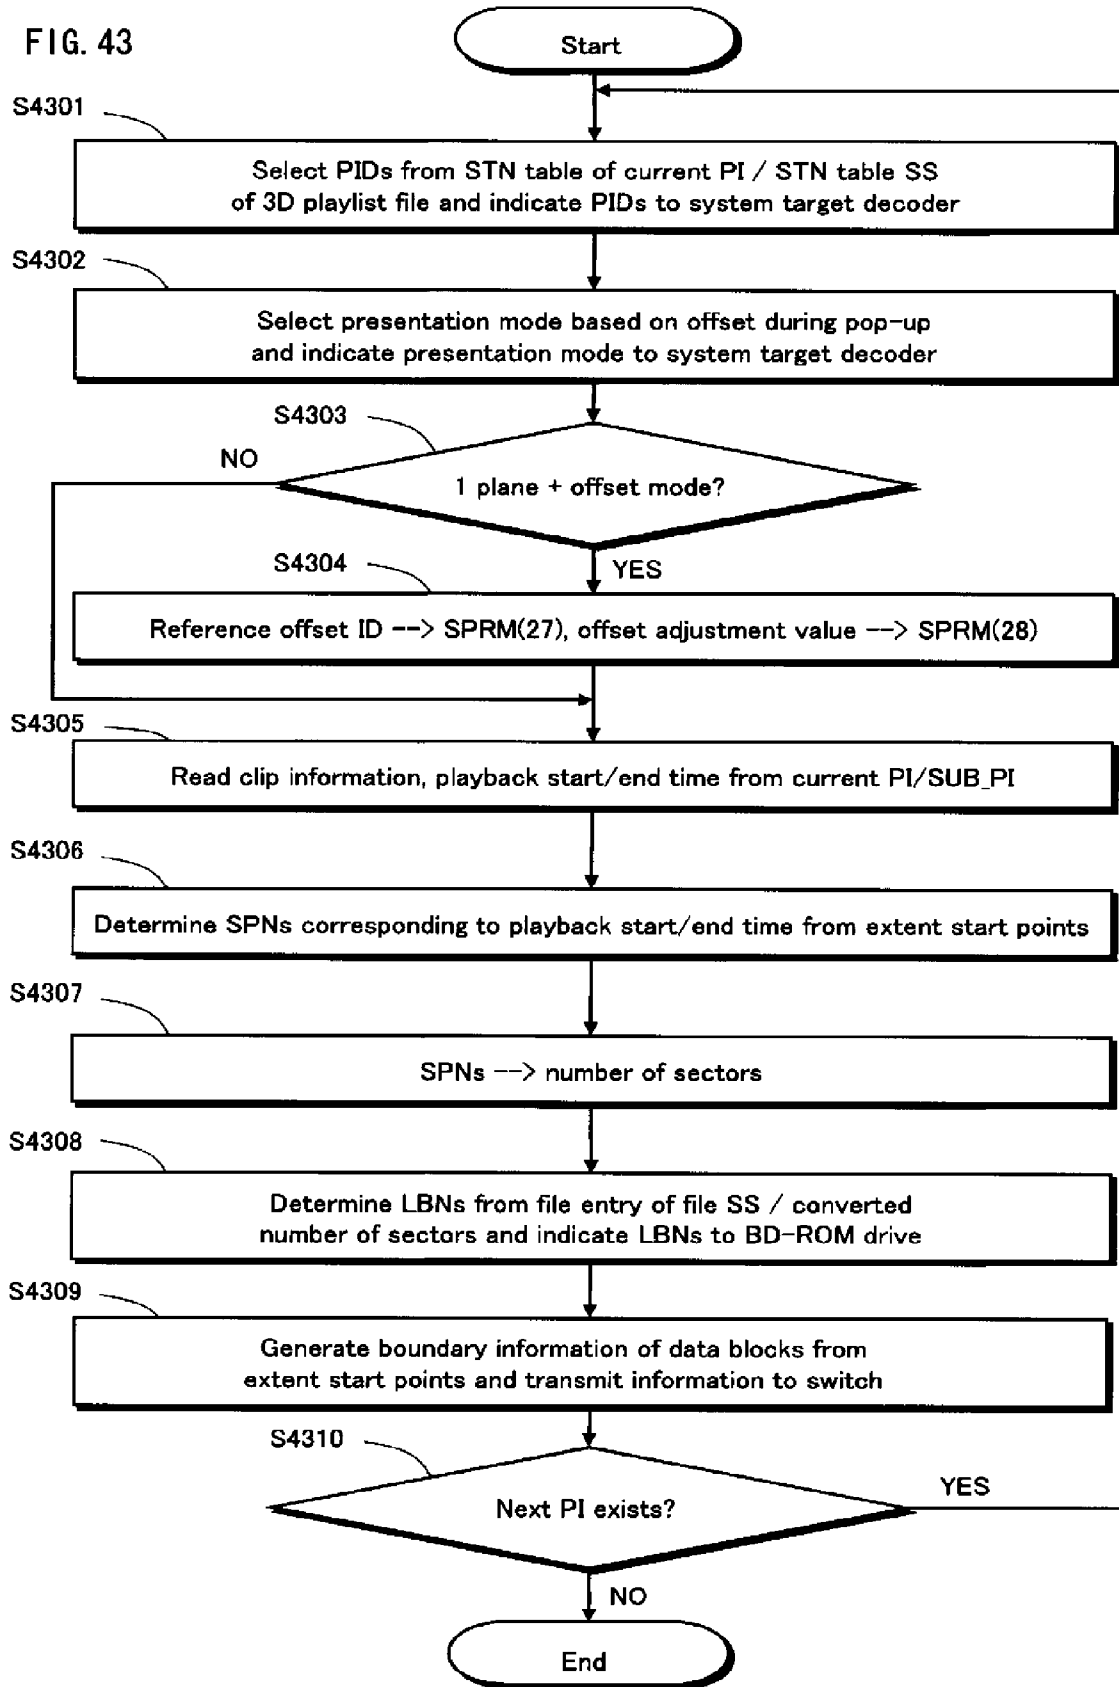 FIG. 43
Start
S4301
Select PIDs from STN table of current PI / STN table SS
of 3D playlist file and indicate PIDs to system target decoder
S4302
Select presentation mode based on offset during pop-up
and indicate presentation mode to system target decoder
S4303
NO
1 plane + offset mode?
S4304
YES
Reference offset ID --> SPRM(27), offset adjustment value --> SPRM(28)
S4305
Read clip information, playback start/end time from current PI/SUB_PI
S4306
Determine SPNs corresponding to playback start/end time from extent start points
S4307
SPNs --> number of sectors
S4308
Determine LBNs from file entry of file SS / converted
number of sectors and indicate LBNs to BD-ROM drive
S4309
Generate boundary information of data blocks from
extent start points and transmit information to switch
S4310
YES
Next PI exists?
NO
End